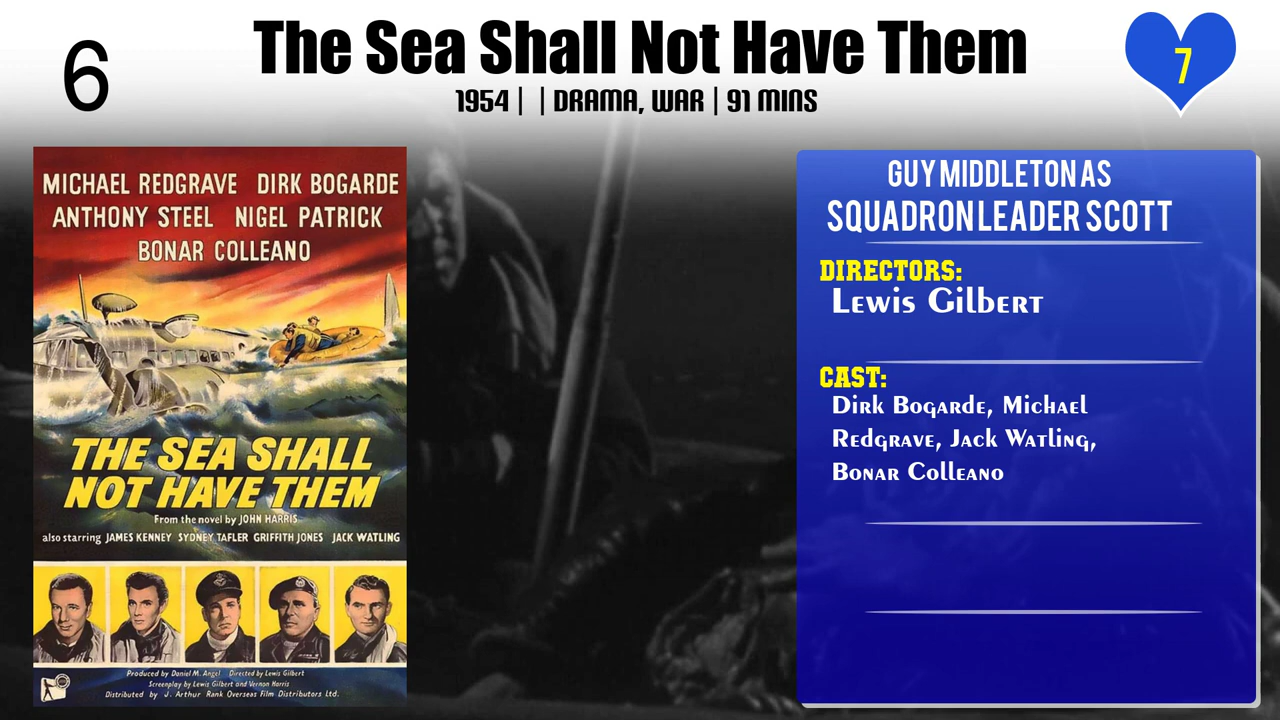 6
The Sea Shall Not Have Them
7
1954 | | DRAMA, WAR | 91 MINS
MICHAEL REDGRAVE DIRK BOGARDE
ANTHONY STEEL NIGEL PATRICK
BONAR COLLEANO
THE SEA SHALL
NOT HAVE THEM
From the novel by JOHN HARRIS
also starring JAMES KENNEY SYDNEY TAFLER GRIFFITH JONES JACK WATLING
Produced by Daniel M. Angel Directed by Lewis Gilbert
Screenplay by Lewis Gilbert and Vernon Harris
Distributed by J. Arthur Rank Overseas Film Distributors Ltd.
GUY MIDDLETON AS
SQUADRON LEADER SCOTT
DIRECTORS:
Lewis Gilbert
CAST:
Dirk Bogarde, Michael
Redgrave, Jack Watling,
Bonar Colleano